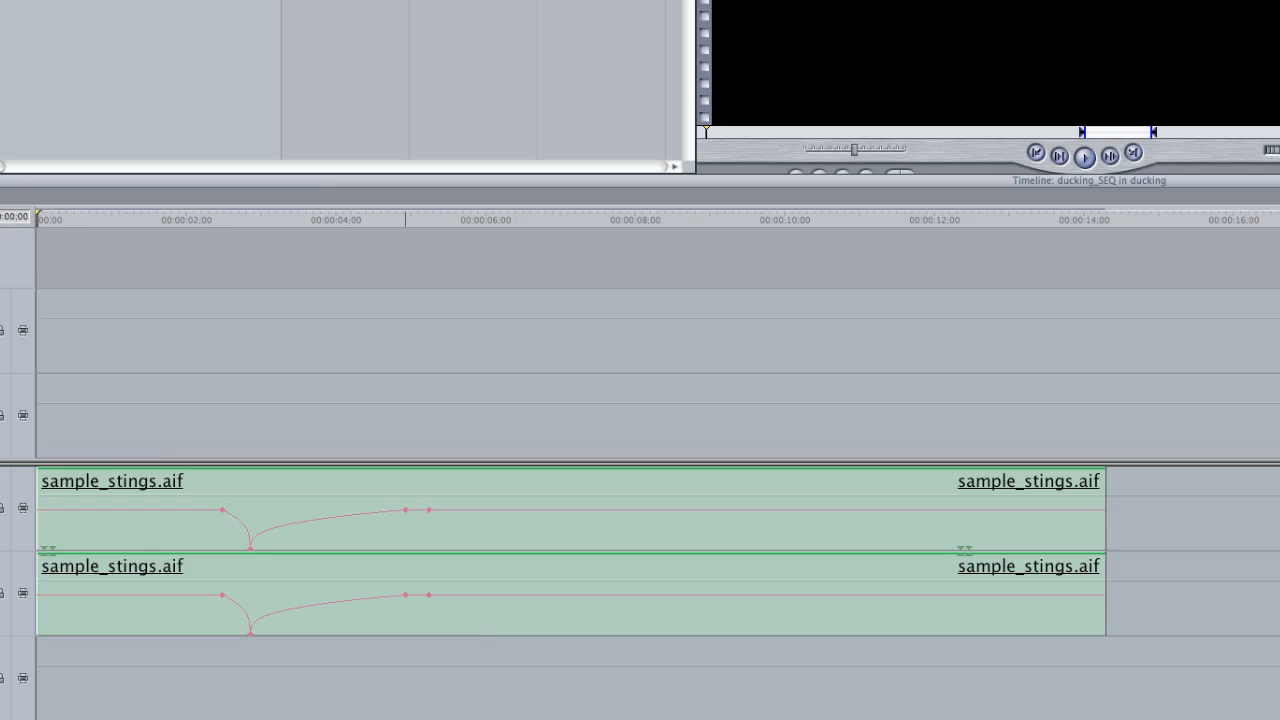 Timeline: ducking_SEQ in ducking
:00;00 00;00 00:00:02;00 00:00:04;00 00:00:06;00 00:00:08;00 00:00:10;00 00:00:12;00 00:00:14;00 00:00:16;00
sample_stings.aif sample_stings.aif
sample_stings.aif sample_stings.aif